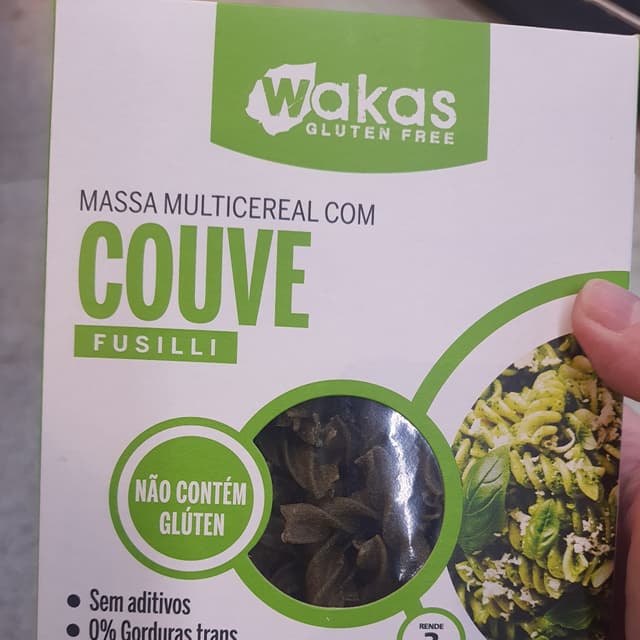 wakas
GLUTEN FREE
MASSA MULTICEREAL COM
COUVE
FUSILLI
NÃO CONTÉM
GLÚTEN
• Sem aditivos
• 0% Gorduras trans
RENDE